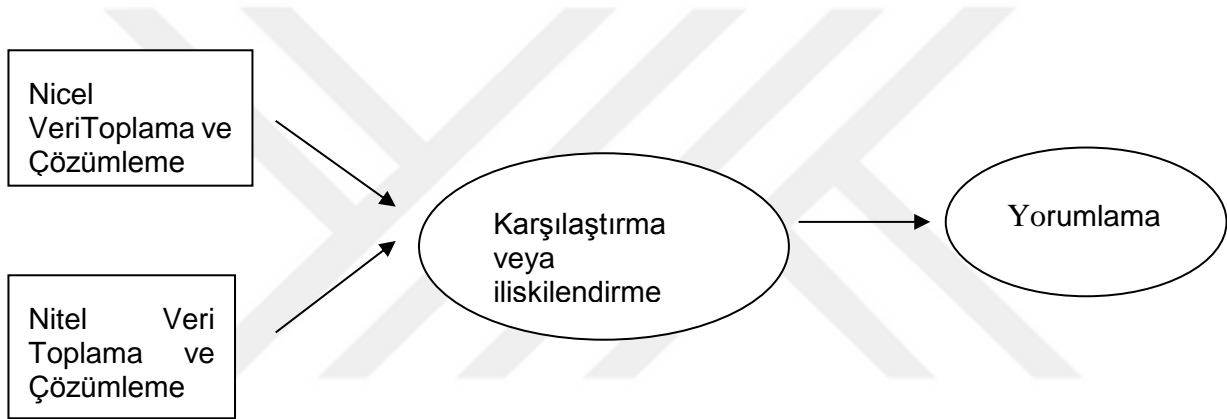 Nicel
VeriToplama ve
Çözümleme
Nitel Veri
Toplama ve
Çözümleme
Karşılaştırma
veya
iliskilendirme
Yorumlama